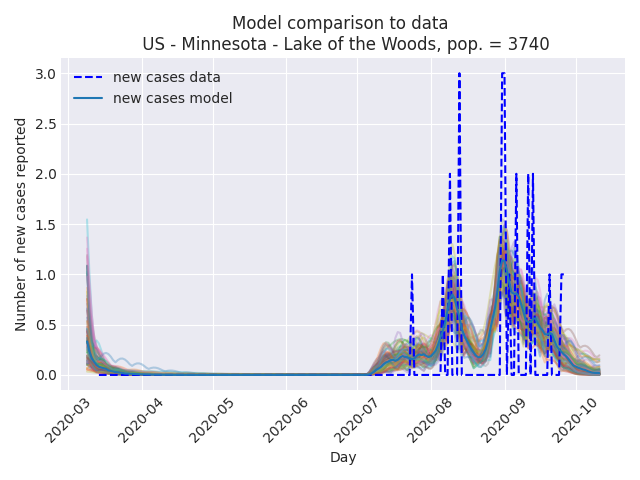 Model comparison to data
US - Minnesota - Lake of the Woods, pop. = 3740
new cases data
new cases model
Number of new cases reported
3.0
2.5
2.0
1.5
1.0
0.5
0.0
2020-03
2020-04
2020-05
2020-06
2020-07
2020-08
2020-09
2020-10
Day